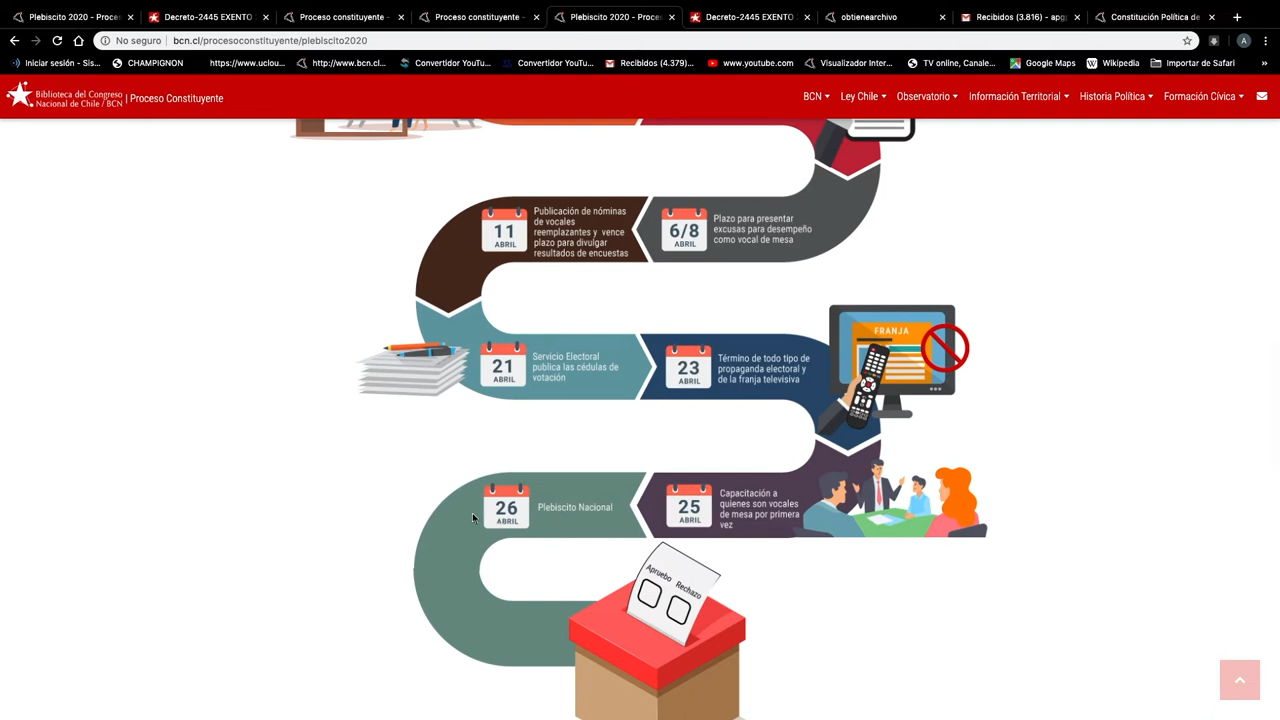 Plebiscito 2020 - Proces
Decreto-2445 EXENTO
Proceso constituyente -
Proceso constituyente -
Plebiscito 2020 - Proces
Decreto-2445 EXENTO
obtienearchivo
Recibidos (3.816) - apg
Constitución Política de
No seguro
bcn.cl/procesoconstituyente/plebiscito2020
A
Iniciar sesión - Sis...
CHAMPIGNON
https://www.uclou...
http://www.bcn.cl...
Convertidor YouTu...
Convertidor YouTu...
Recibidos (4.379)...
www.youtube.com
Visualizador Inter...
TV online, Canale...
Google Maps
Wikipedia
Importar de Safari
Biblioteca del Congreso
Nacional de Chile / BCN
| Proceso Constituyente
BCN
Ley Chile
Observatorio
Información Territorial
Historia Política
Formación Cívica
11
ABRIL
Publicación de nóminas
de vocales
reemplazantes y vence
plazo para divulgar
resultados de encuestas
6/8
ABRIL
Plazo para presentar
excusas para desempeño
como vocal de mesa
21
ABRIL
Servicio Electoral
publica las cédulas de
votación
23
ABRIL
Término de todo tipo de
propaganda electoral y
de la franja televisiva
FRANJA
26
ABRIL
Plebiscito Nacional
25
ABRIL
Capacitación a
quienes son vocales
de mesa por primera
vez
Apruebo
Rechazo